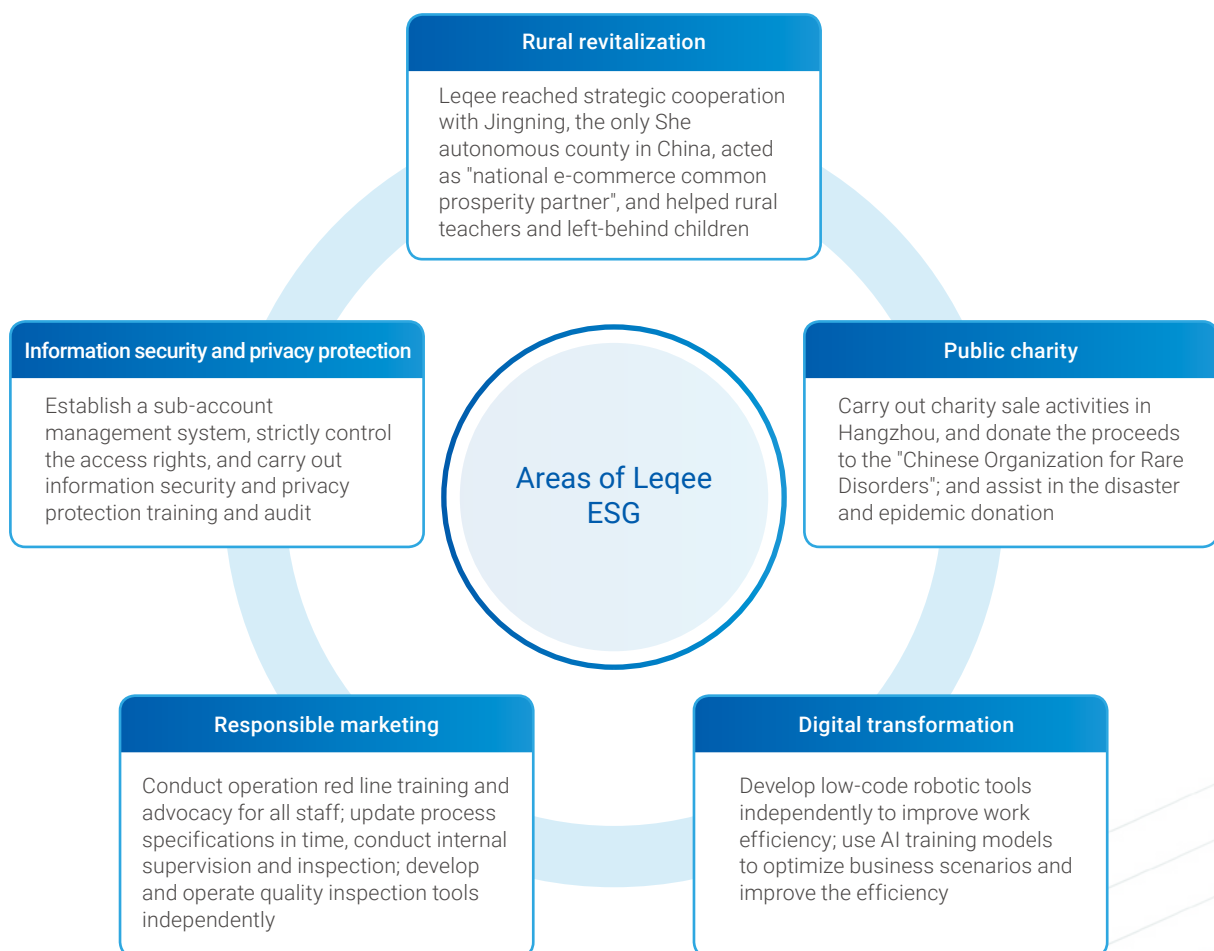 Rural revitalization
Leqee reached strategic cooperation
with Jingning, the only She
autonomous county in China, acted
as "national e-commerce common
prosperity partner", and helped rural
teachers and left-behind children
Information security and privacy protection
Establish a sub-account
management system, strictly control
the access rights, and carry out
information security and privacy
protection training and audit
Areas of Leqee
ESG
Public charity
Carry out charity sale activities in
Hangzhou, and donate the proceeds
to the "Chinese Organization for Rare
Disorders"; and assist in the disaster
and epidemic donation
Responsible marketing
Conduct operation red line training and
advocacy for all staff; update process
specifications in time, conduct internal
supervision and inspection; develop
and operate quality inspection tools
independently
Digital transformation
Develop low-code robotic tools
independently to improve work
efficiency; use AI training models
to optimize business scenarios and
improve the efficiency